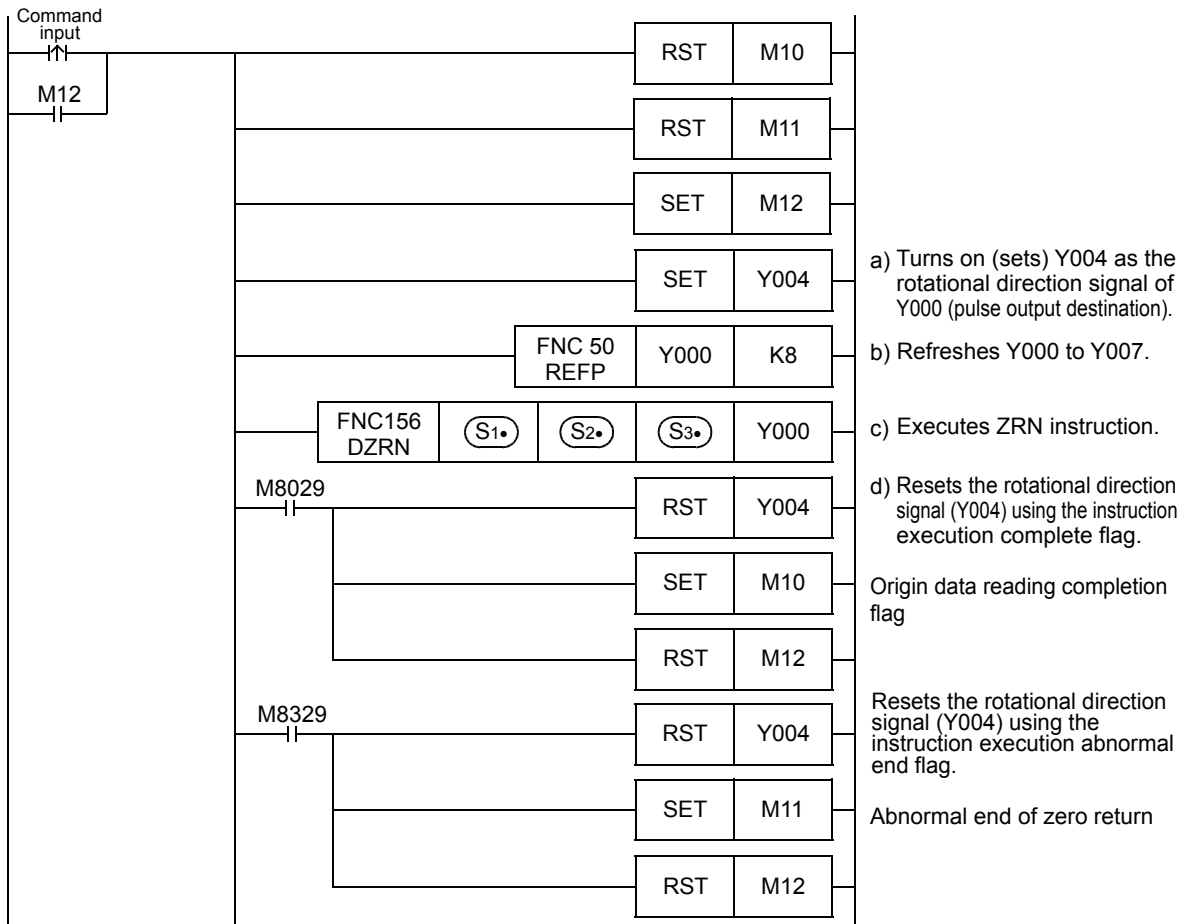 Command
input
RST M10
M12
RST M11
SET M12
SET Y004
a) Turns on (sets) Y004 as the
rotational direction signal of
Y000 (pulse output destination).
FNC 50
REFP
Y000 K8
b) Refreshes Y000 to Y007.
FNC156
DZRN
S1• S2• S3• Y000
c) Executes ZRN instruction.
M8029
RST Y004
d) Resets the rotational direction
signal (Y004) using the instruction
execution complete flag.
SET M10
Origin data reading completion
flag
RST M12
M8329
RST Y004
Resets the rotational direction
signal (Y004) using the
instruction execution abnormal
end flag.
SET M11
Abnormal end of zero return
RST M12